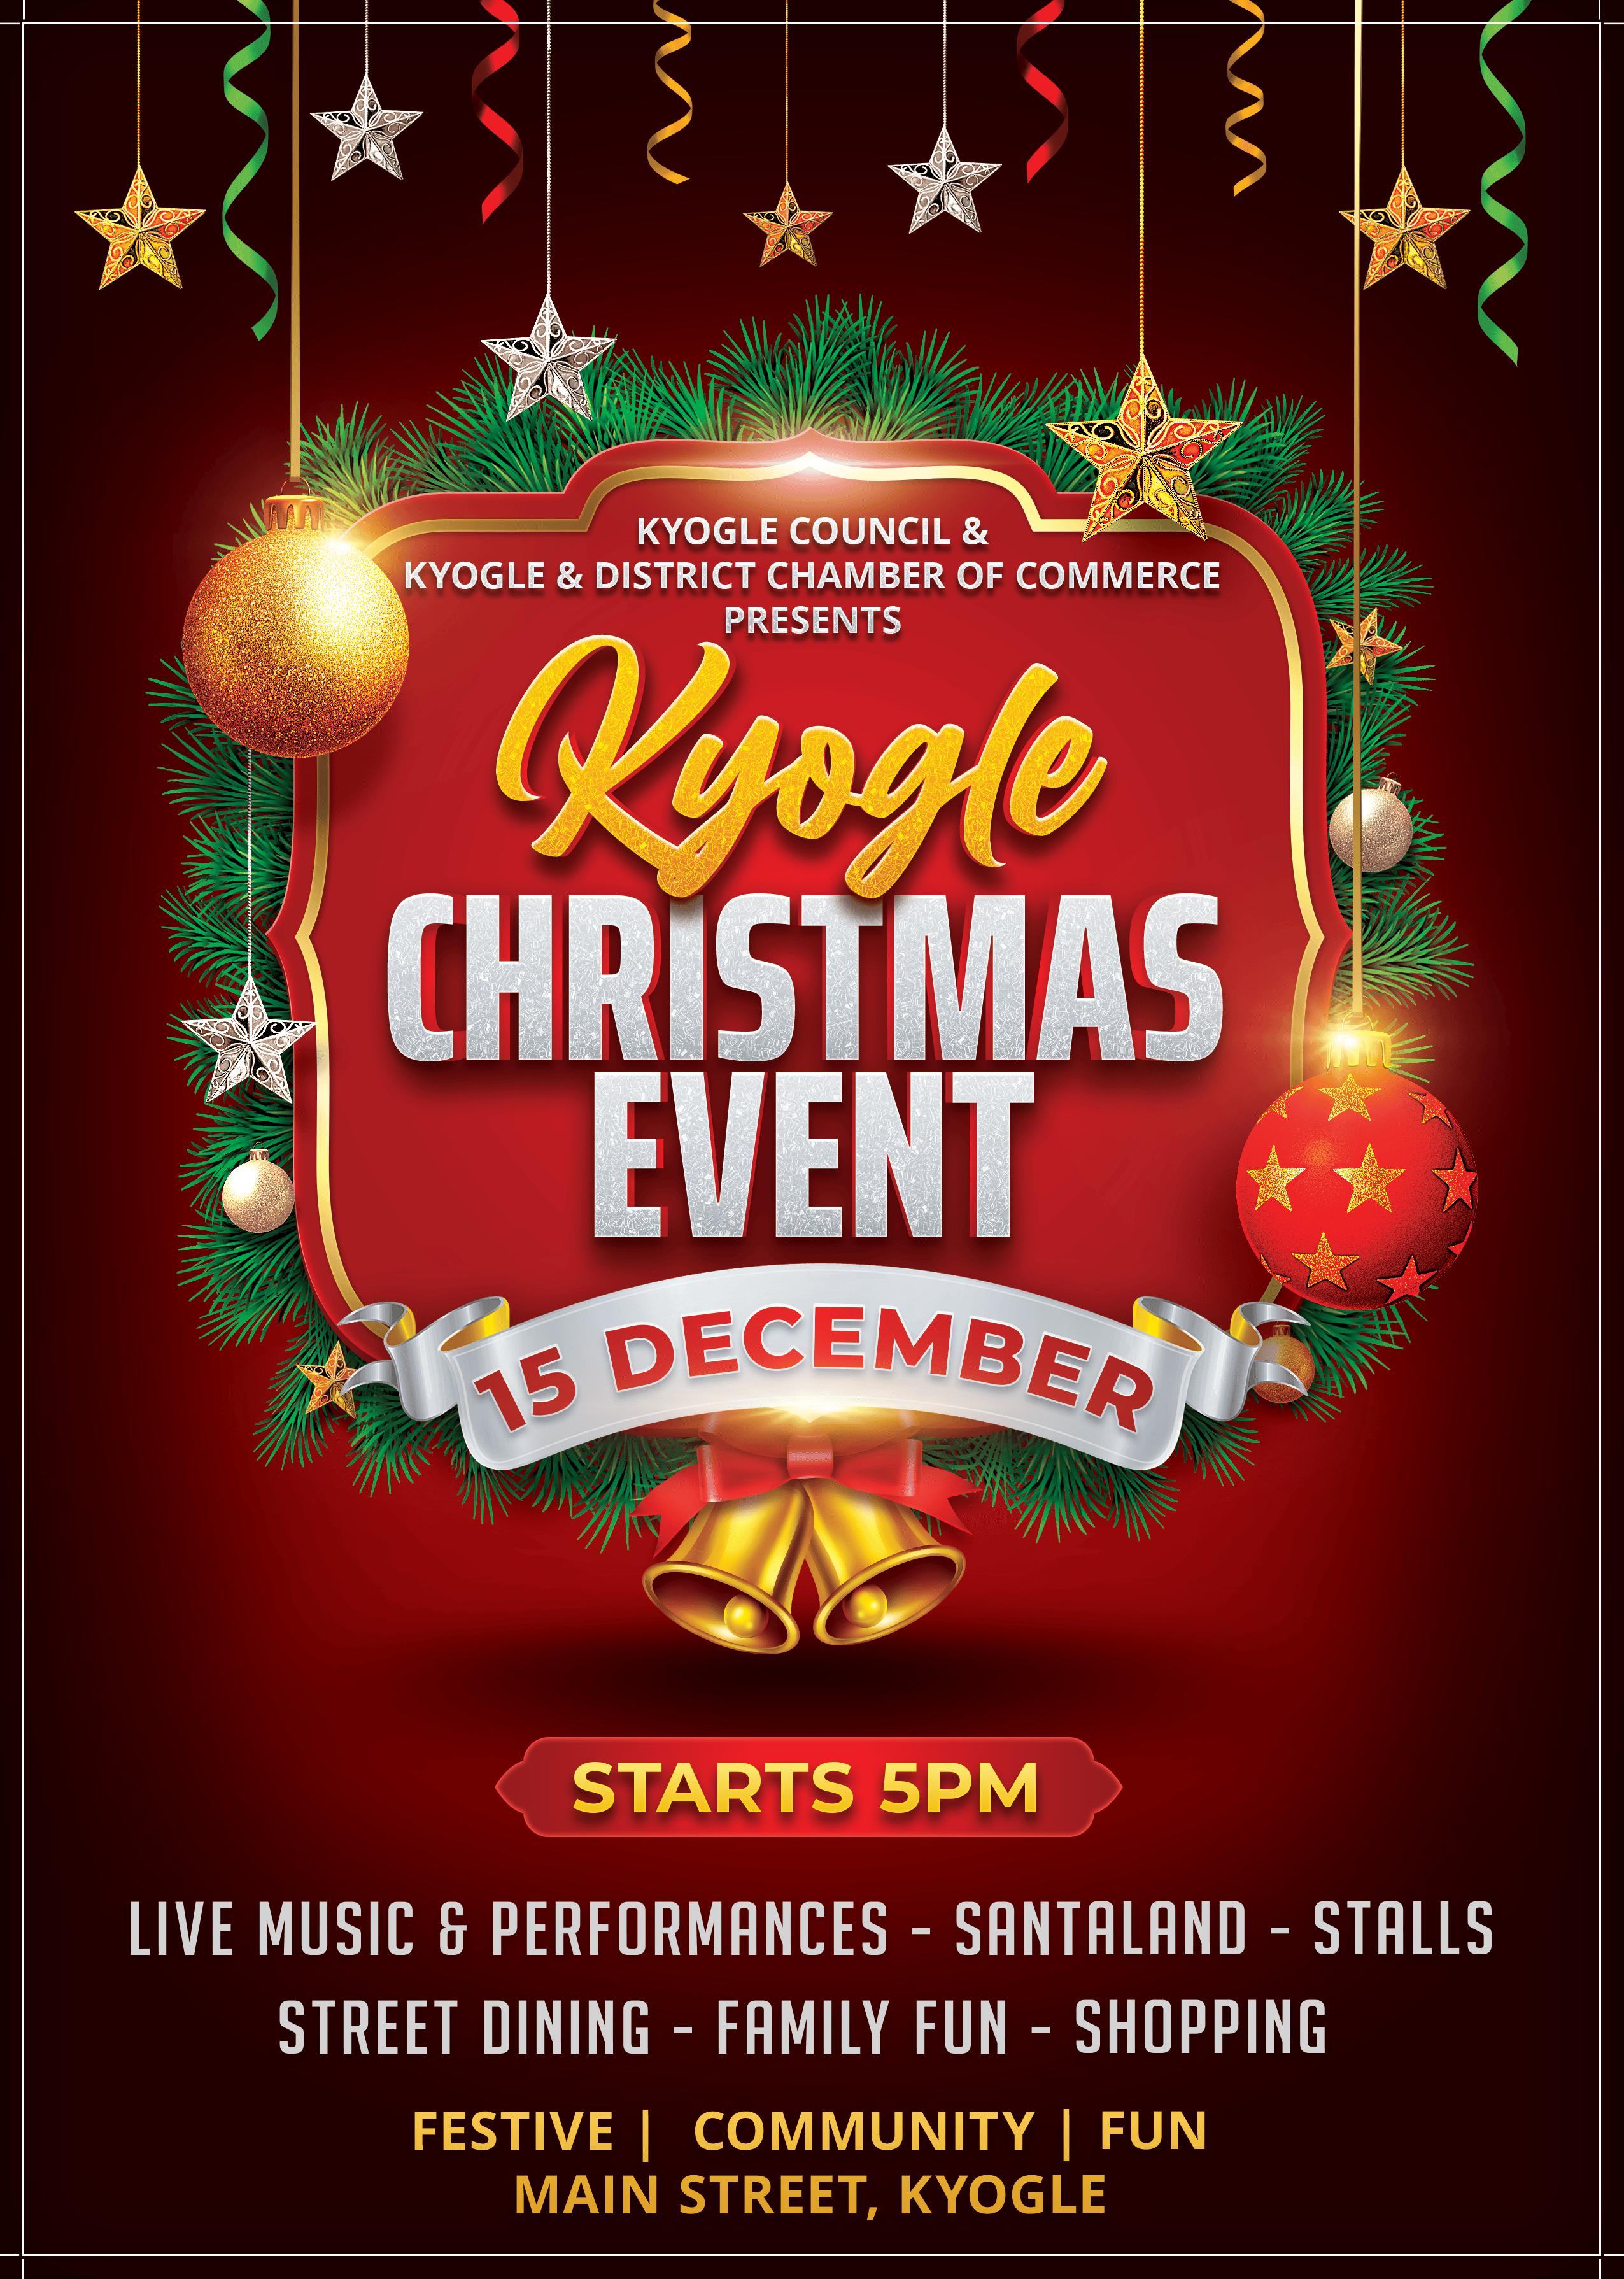 KYOGLE COUNCIL &
KYOGLE & DISTRICT CHAMBER OF COMMERCE
PRESENTS
Kyogle
CHRISTMAS
EVENT
15 DECEMBER
STARTS 5PM
LIVE MUSIC & PERFORMANCES - SANTALAND - STALLS
STREET DINING - FAMILY FUN - SHOPPING
FESTIVE | COMMUNITY | FUN
MAIN STREET, KYOGLE